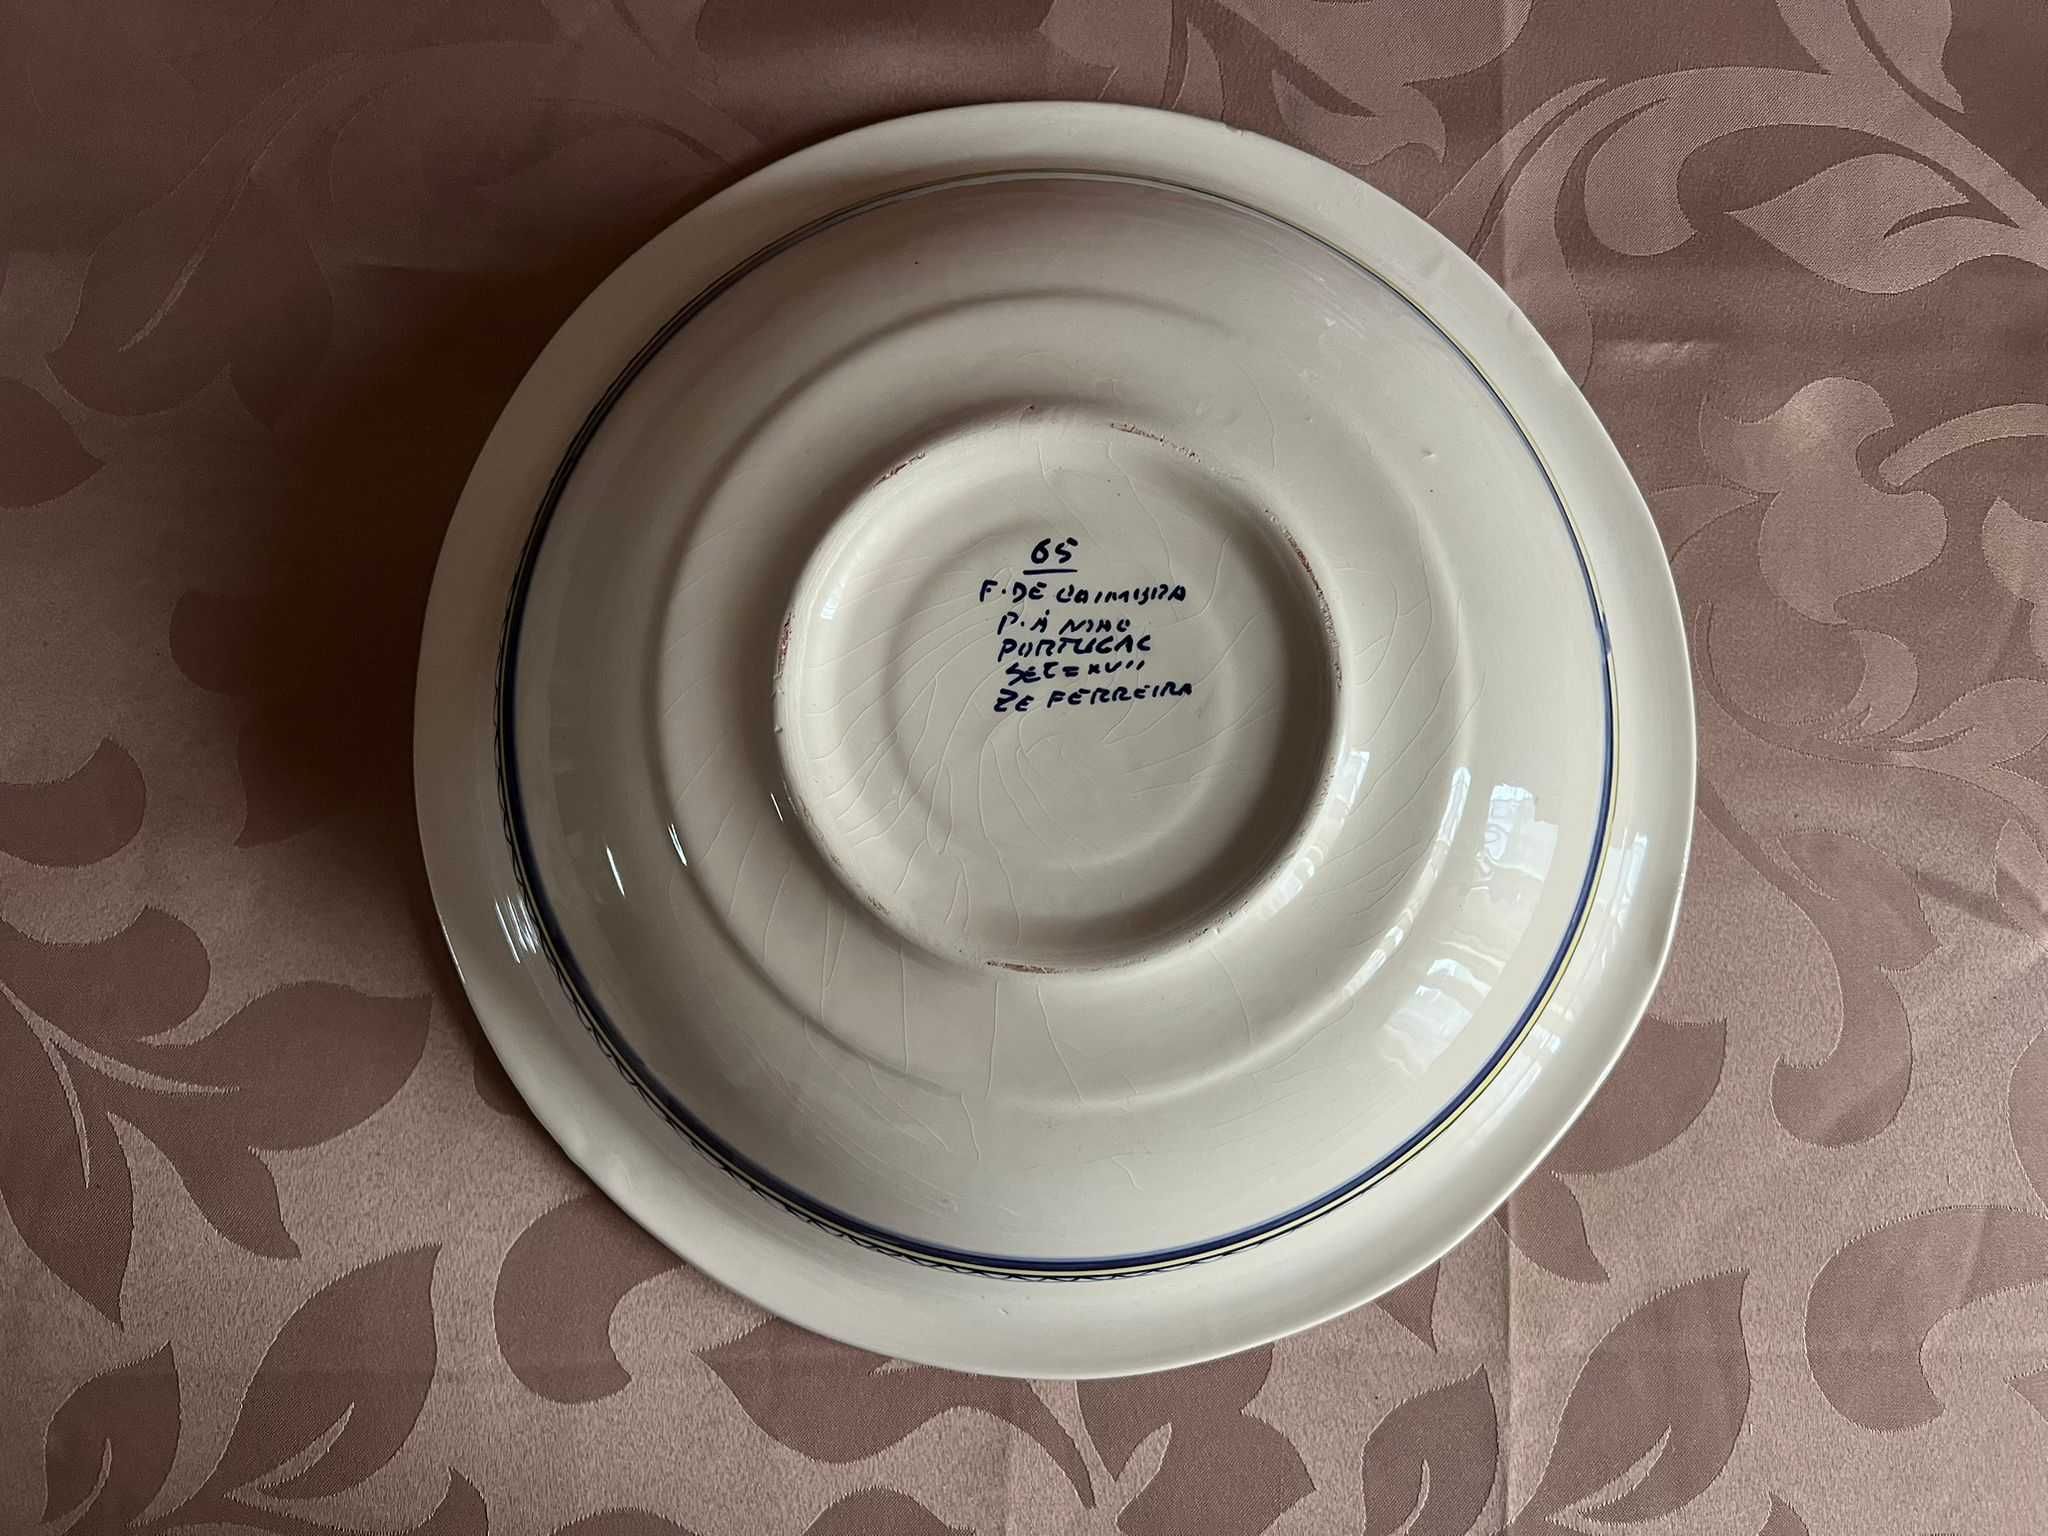 65
F. DE COIMBRA
P. À MÃO
PORTUGAL
SEC = XVII
ZE FERREIRA